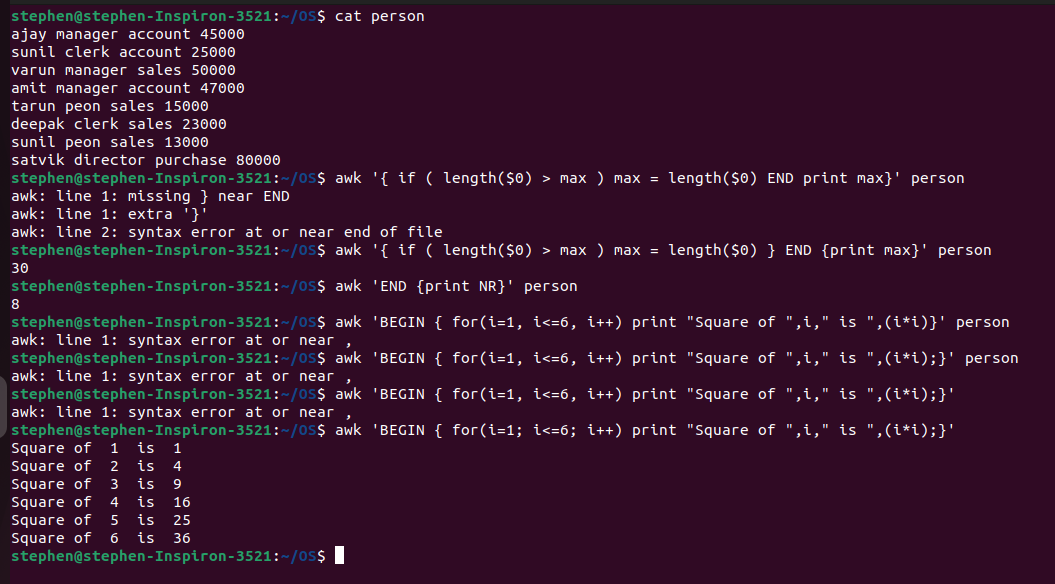 stephen@stephen-Inspiron-3521:~/OS$ cat person
ajay manager account 45000
sunil clerk account 25000
varun manager sales 50000
amit manager account 47000
tarun peon sales 15000
deepak clerk sales 23000
sunil peon sales 13000
satvik director purchase 80000
stephen@stephen-Inspiron-3521:~/OS$ awk '{ if ( length($0) > max ) max = length($0) END print max}' person
awk: line 1: missing } near END
awk: line 1: extra '}'
awk: line 2: syntax error at or near end of file
stephen@stephen-Inspiron-3521:~/OS$ awk '{ if ( length($0) > max ) max = length($0) } END {print max}' person
30
stephen@stephen-Inspiron-3521:~/OS$ awk 'END {print NR}' person
8
stephen@stephen-Inspiron-3521:~/OS$ awk 'BEGIN { for(i=1, i<=6, i++) print "Square of ",i," is ",(i*i)}' person
awk: line 1: syntax error at or near ,
stephen@stephen-Inspiron-3521:~/OS$ awk 'BEGIN { for(i=1, i<=6, i++) print "Square of ",i," is ",(i*i);}' person
awk: line 1: syntax error at or near ,
stephen@stephen-Inspiron-3521:~/OS$ awk 'BEGIN { for(i=1, i<=6, i++) print "Square of ",i," is ",(i*i);}'
awk: line 1: syntax error at or near ,
stephen@stephen-Inspiron-3521:~/OS$ awk 'BEGIN { for(i=1; i<=6; i++) print "Square of ",i," is ",(i*i);}'
Square of  1  is  1
Square of  2  is  4
Square of  3  is  9
Square of  4  is  16
Square of  5  is  25
Square of  6  is  36
stephen@stephen-Inspiron-3521:~/OS$